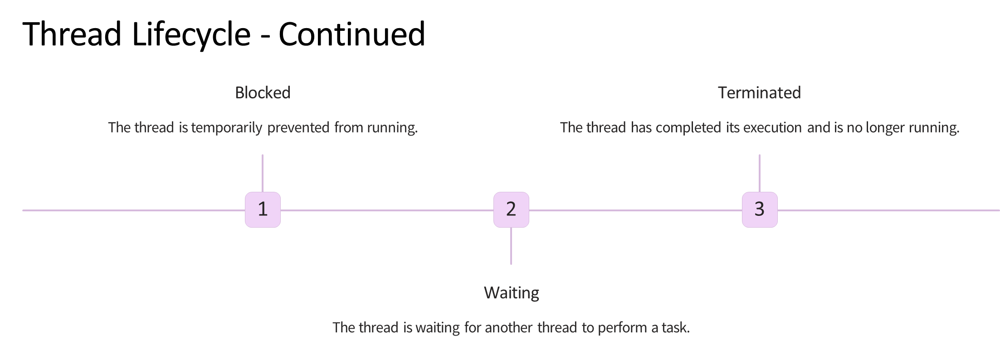 Thread Lifecycle - Continued
Blocked
The thread is temporarily prevented from running.
Terminated
The thread has completed its execution and is no longer running.
1
2
3
Waiting
The thread is waiting for another thread to perform a task.